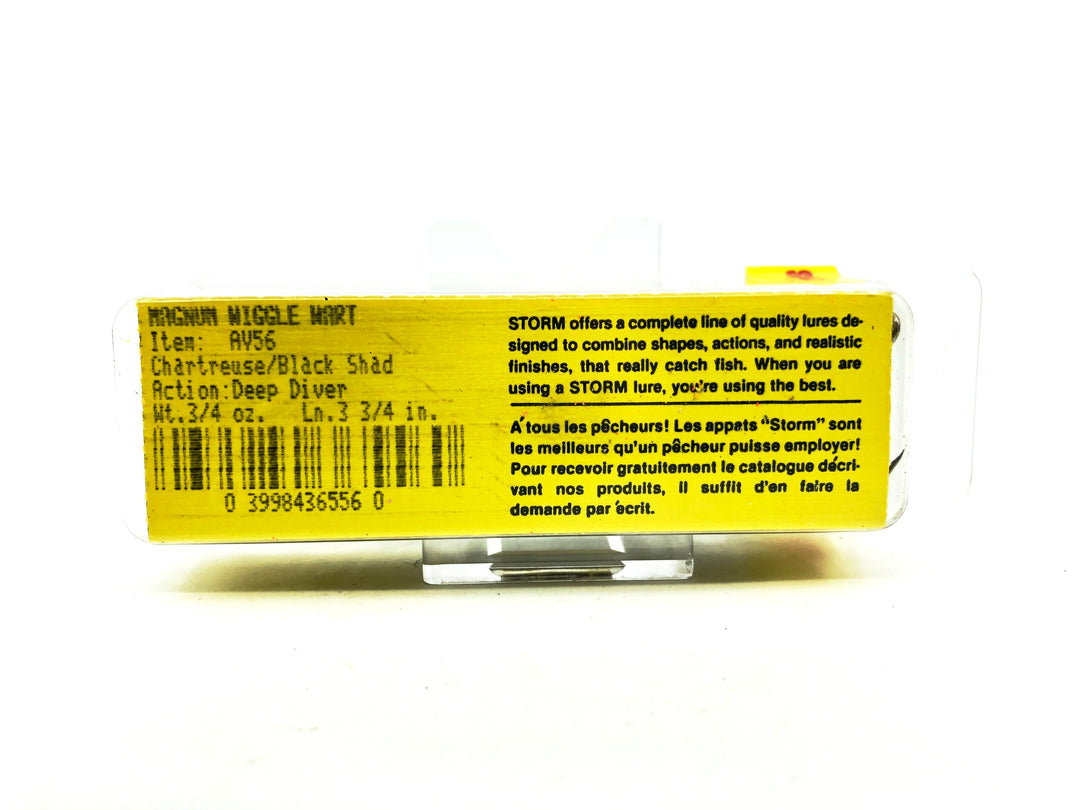 MAGNUM WIGGLE WART
Item: AV56
Chartreuse/Black Shad
Action:Deep Diver
Wt.3/4 oz. Ln.3 3/4 in.
0 3998436556 0
STORM offers a complete line of quality lures de-
signed to combine shapes, actions, and realistic
finishes, that really catch fish. When you are
using a STORM lure, you're using the best.
A´tous les pêcheurs! Les appats "Storm" sont
les meilleurs qu'un pêcheur puisse employer!
Pour recevoir gratuitement le catalogue décri-
vant nos produits, il suffit d'en faire la
demande par écrit.